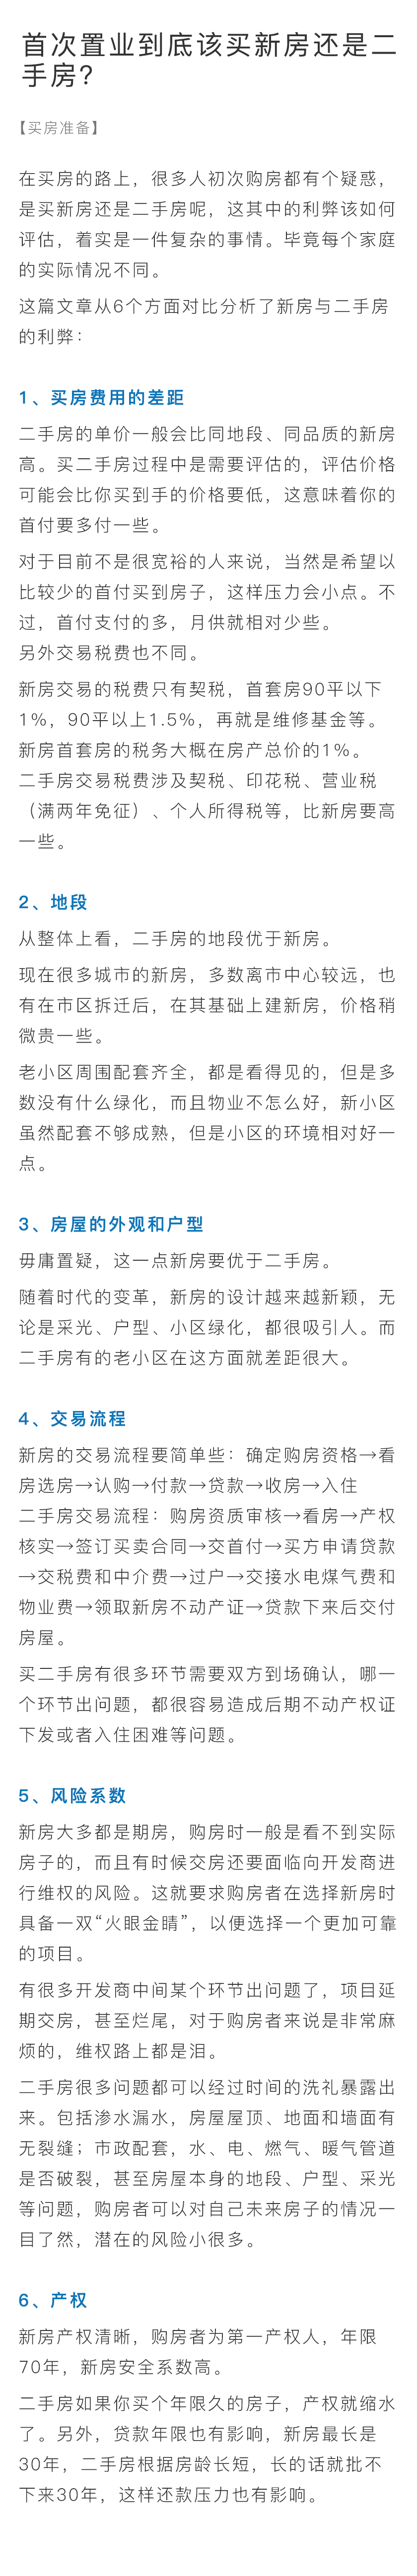 首次置业到底该买新房还是二
手房?
【买房准备】
在买房的路上，很多人初次购房都有个疑惑，
是买新房还是二手房呢，这其中的利弊该如何
评估，着实是一件复杂的事情。毕竟每个家庭
的实际情况不同。
这篇文章从6个方面对比分析了新房与二手房
的利弊：
1、买房费用的差距
二手房的单价一般会比同地段、同品质的新房
高。买二手房过程中是需要评估的，评估价格
可能会比你买到手的价格要低，这意味着你的
首付要多付一些。
对于目前不是很宽裕的人来说，当然是希望以
比较少的首付买到房子，这样压力会小点。不
过，首付支付的多，月供就相对少些。
另外交易税费也不同。
新房交易的税费只有契税，首套房90平以下
1%，90平以上1.5%，再就是维修基金等。
新房首套房的税务大概在房产总价的1%。
二手房交易税费涉及契税、印花税、营业税
（满两年免征）、个人所得税等，比新房要高
一些。
2、地段
从整体上看，二手房的地段优于新房。
现在很多城市的新房，多数离市中心较远，也
有在市区拆迁后，在其基础上建新房，价格稍
微贵一些。
老小区周围配套齐全，都是看得见的，但是多
数没有什么绿化，而且物业不怎么好，新小区
虽然配套不够成熟，但是小区的环境相对好一
点。
3、房屋的外观和户型
毋庸置疑，这一点新房要优于二手房。
随着时代的变革，新房的设计越来越新颖，无
论是采光、户型、小区绿化，都很吸引人。而
二手房有的老小区在这方面就差距很大。
4、交易流程
新房的交易流程要简单些：确定购房资格→看
房选房→认购→付款→贷款→收房→入住
二手房交易流程：购房资质审核→看房→产权
核实→签订买卖合同→交首付→买方申请贷款
→交税费和中介费→过户→交接水电煤气费和
物业费→领取新房不动产证→贷款下来后交付
房屋。
买二手房有很多环节需要双方到场确认，哪一
个环节出问题，都很容易造成后期不动产权证
下发或者入住困难等问题。
5、风险系数
新房大多都是期房，购房时一般是看不到实际
房子的，而且有时候交房还要面临向开发商进
行维权的风险。这就要求购房者在选择新房时
具备一双“火眼金睛”，以便选择一个更加可靠
的项目。
有很多开发商中间某个环节出问题了，项目延
期交房，甚至烂尾，对于购房者来说是非常麻
烦的，维权路上都是泪。
二手房很多问题都可以经过时间的洗礼暴露出
来。包括渗水漏水，房屋屋顶、地面和墙面有
无裂缝；市政配套，水、电、燃气、暖气管道
是否破裂，甚至房屋本身的地段、户型、采光
等问题，购房者可以对自己未来房子的情况一
目了然，潜在的风险小很多。
6、产权
新房产权清晰，购房者为第一产权人，年限
70年，新房安全系数高。
二手房如果你买个年限久的房子，产权就缩水
了。另外，贷款年限也有影响，新房最长是
30年，二手房根据房龄长短，长的话就批不
下来30年，这样还款压力也有影响。